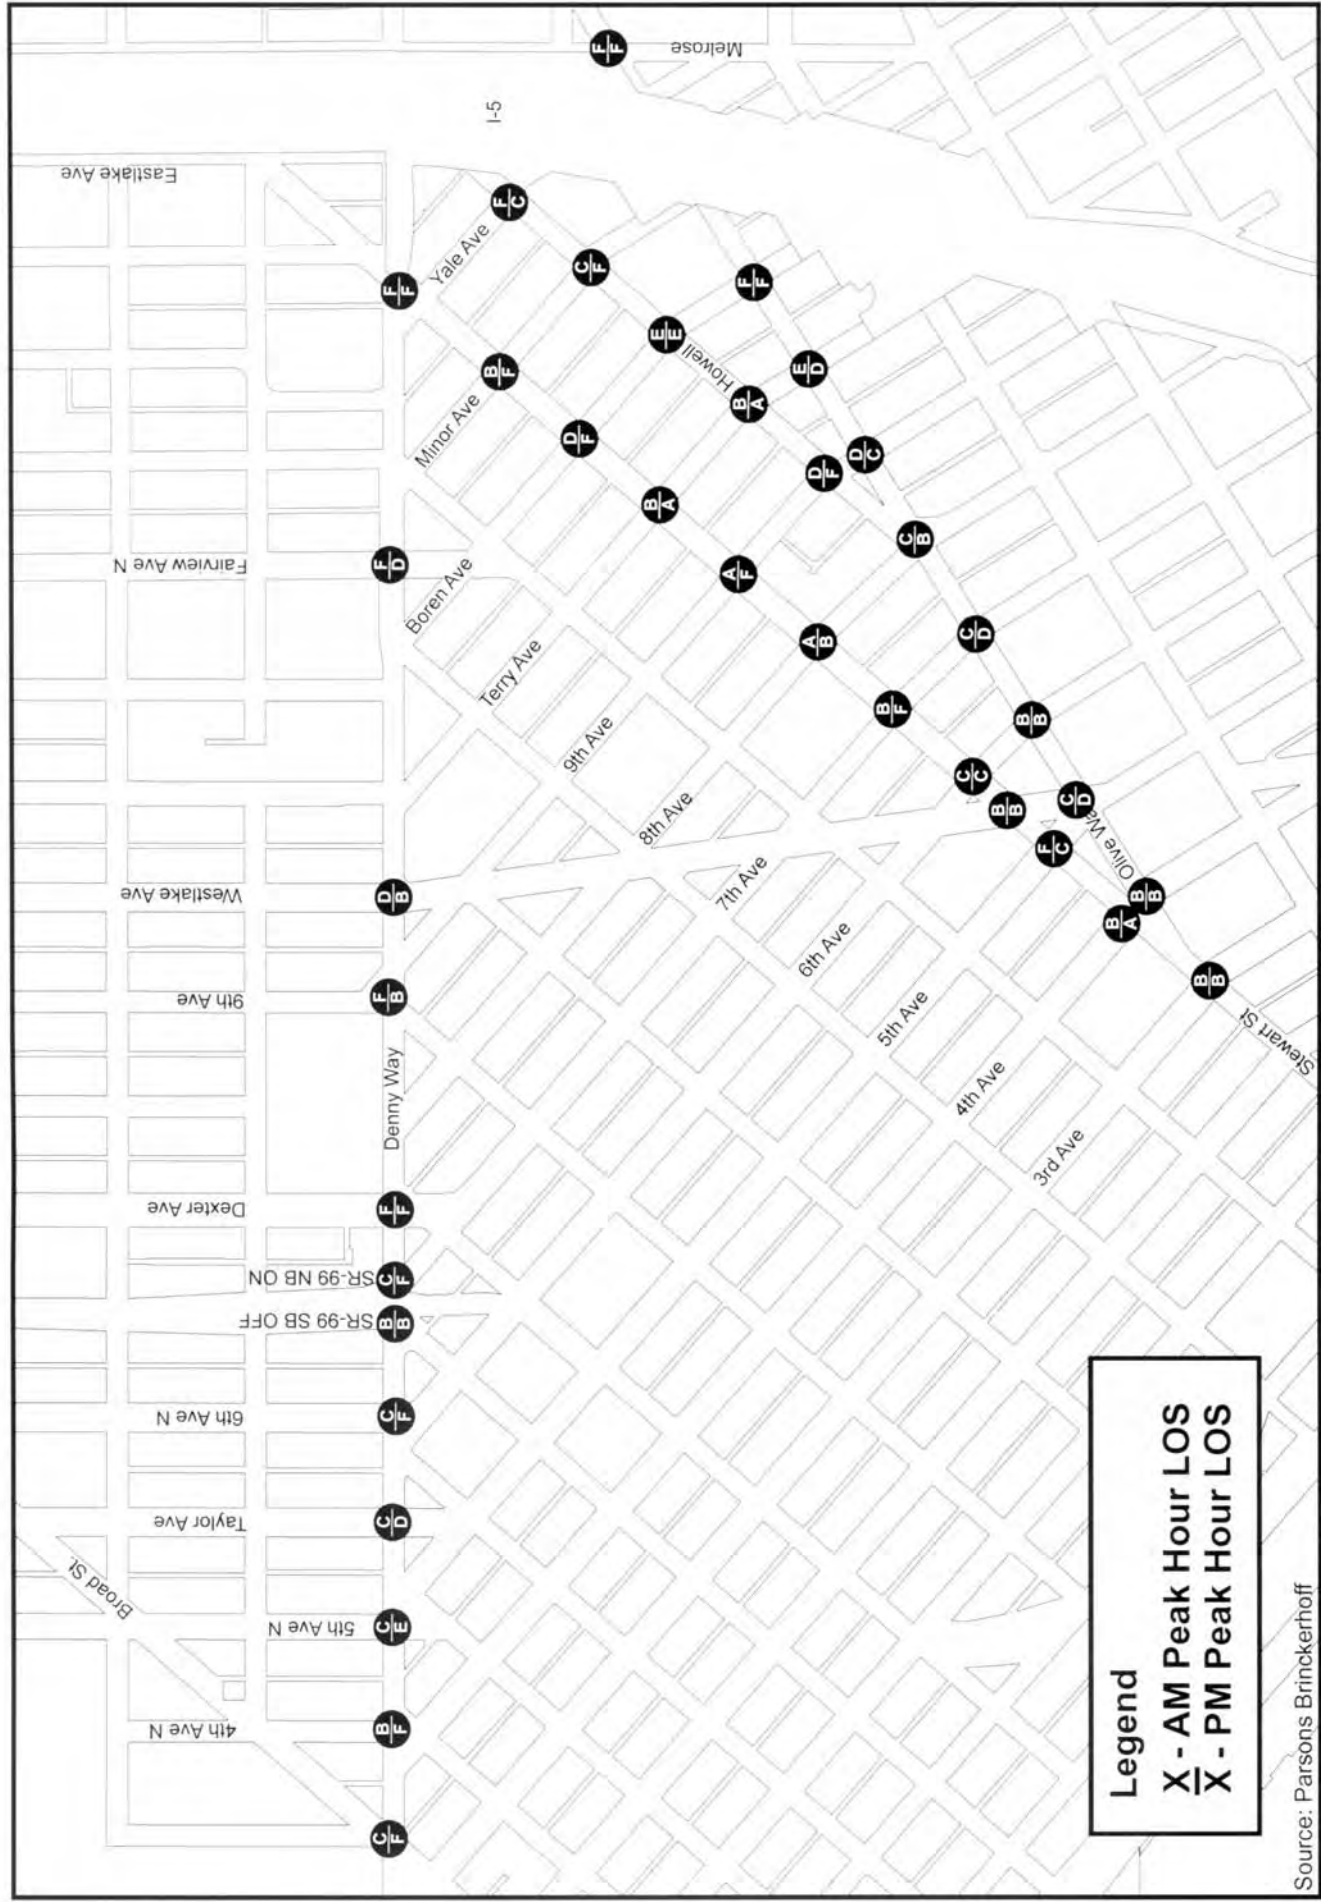 Broad St.
4th Ave N
5th Ave N
Taylor Ave
6th Ave N
SR-99 SB OFF
SR-99 NB ON
Dexter Ave
9th Ave
Westlake Ave
Fairview Ave N
Eastlake Ave
I-5
Melrose
Denny Way
C
F
B
F
C
E
C
D
C
F
B
B
C
F
F
F
F
B
D
B
F
D
F
F
F
F
Yale Ave
Minor Ave
Boren Ave
Terry Ave
9th Ave
8th Ave
7th Ave
6th Ave
5th Ave
4th Ave
3rd Ave
Howell
Stewart St
B
F
D
F
B
A
A
F
A
B
B
F
C
C
B
B
F
C
B
A
B
B
F
C
C
F
E
E
B
A
D
F
F
F
E
D
D
C
C
B
C
D
B
B
C
D
B
B
Legend
X - AM Peak Hour LOS
X - PM Peak Hour LOS
Source: Parsons Brinckerhoff